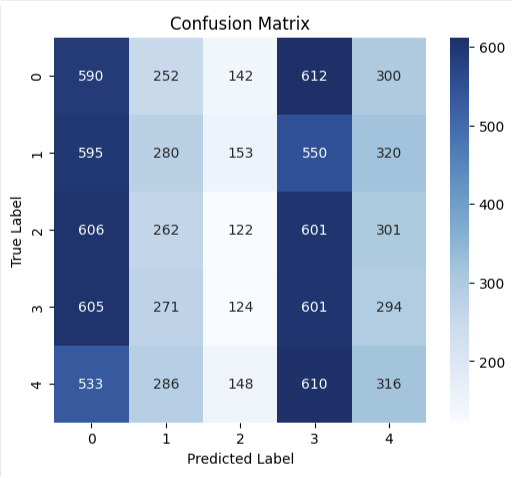 Confusion Matrix
True Label
0 590 252 142 612 300
1 595 280 153 550 320
2 606 262 122 601 301
3 605 271 124 601 294
4 533 286 148 610 316
0 1 2 3 4
Predicted Label
600
500
400
300
200